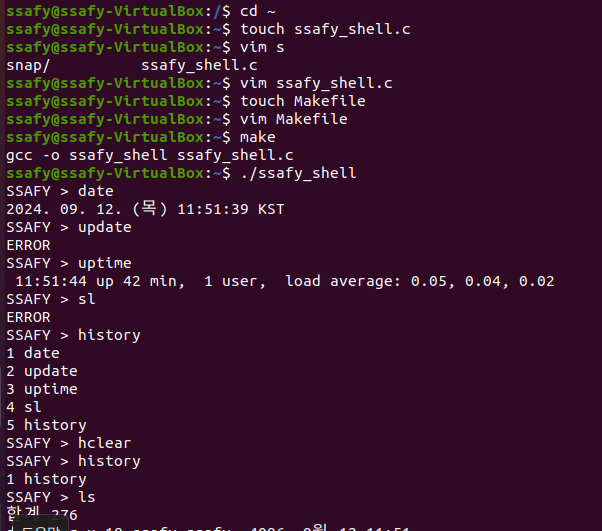 ssafy@ssafy-VirtualBox:/$ cd ~
ssafy@ssafy-VirtualBox:~$ touch ssafy_shell.c
ssafy@ssafy-VirtualBox:~$ vim s
snap/          ssafy_shell.c
ssafy@ssafy-VirtualBox:~$ vim ssafy_shell.c
ssafy@ssafy-VirtualBox:~$ touch Makefile
ssafy@ssafy-VirtualBox:~$ vim Makefile
ssafy@ssafy-VirtualBox:~$ make
gcc -o ssafy_shell ssafy_shell.c
ssafy@ssafy-VirtualBox:~$ ./ssafy_shell
SSAFY > date
2024. 09. 12. (목) 11:51:39 KST
SSAFY > update
ERROR
SSAFY > uptime
 11:51:44 up 42 min,  1 user,  load average: 0.05, 0.04, 0.02
SSAFY > sl
ERROR
SSAFY > history
1 date
2 update
3 uptime
4 sl
5 history
SSAFY > hclear
SSAFY > history
1 history
SSAFY > ls
합계 276